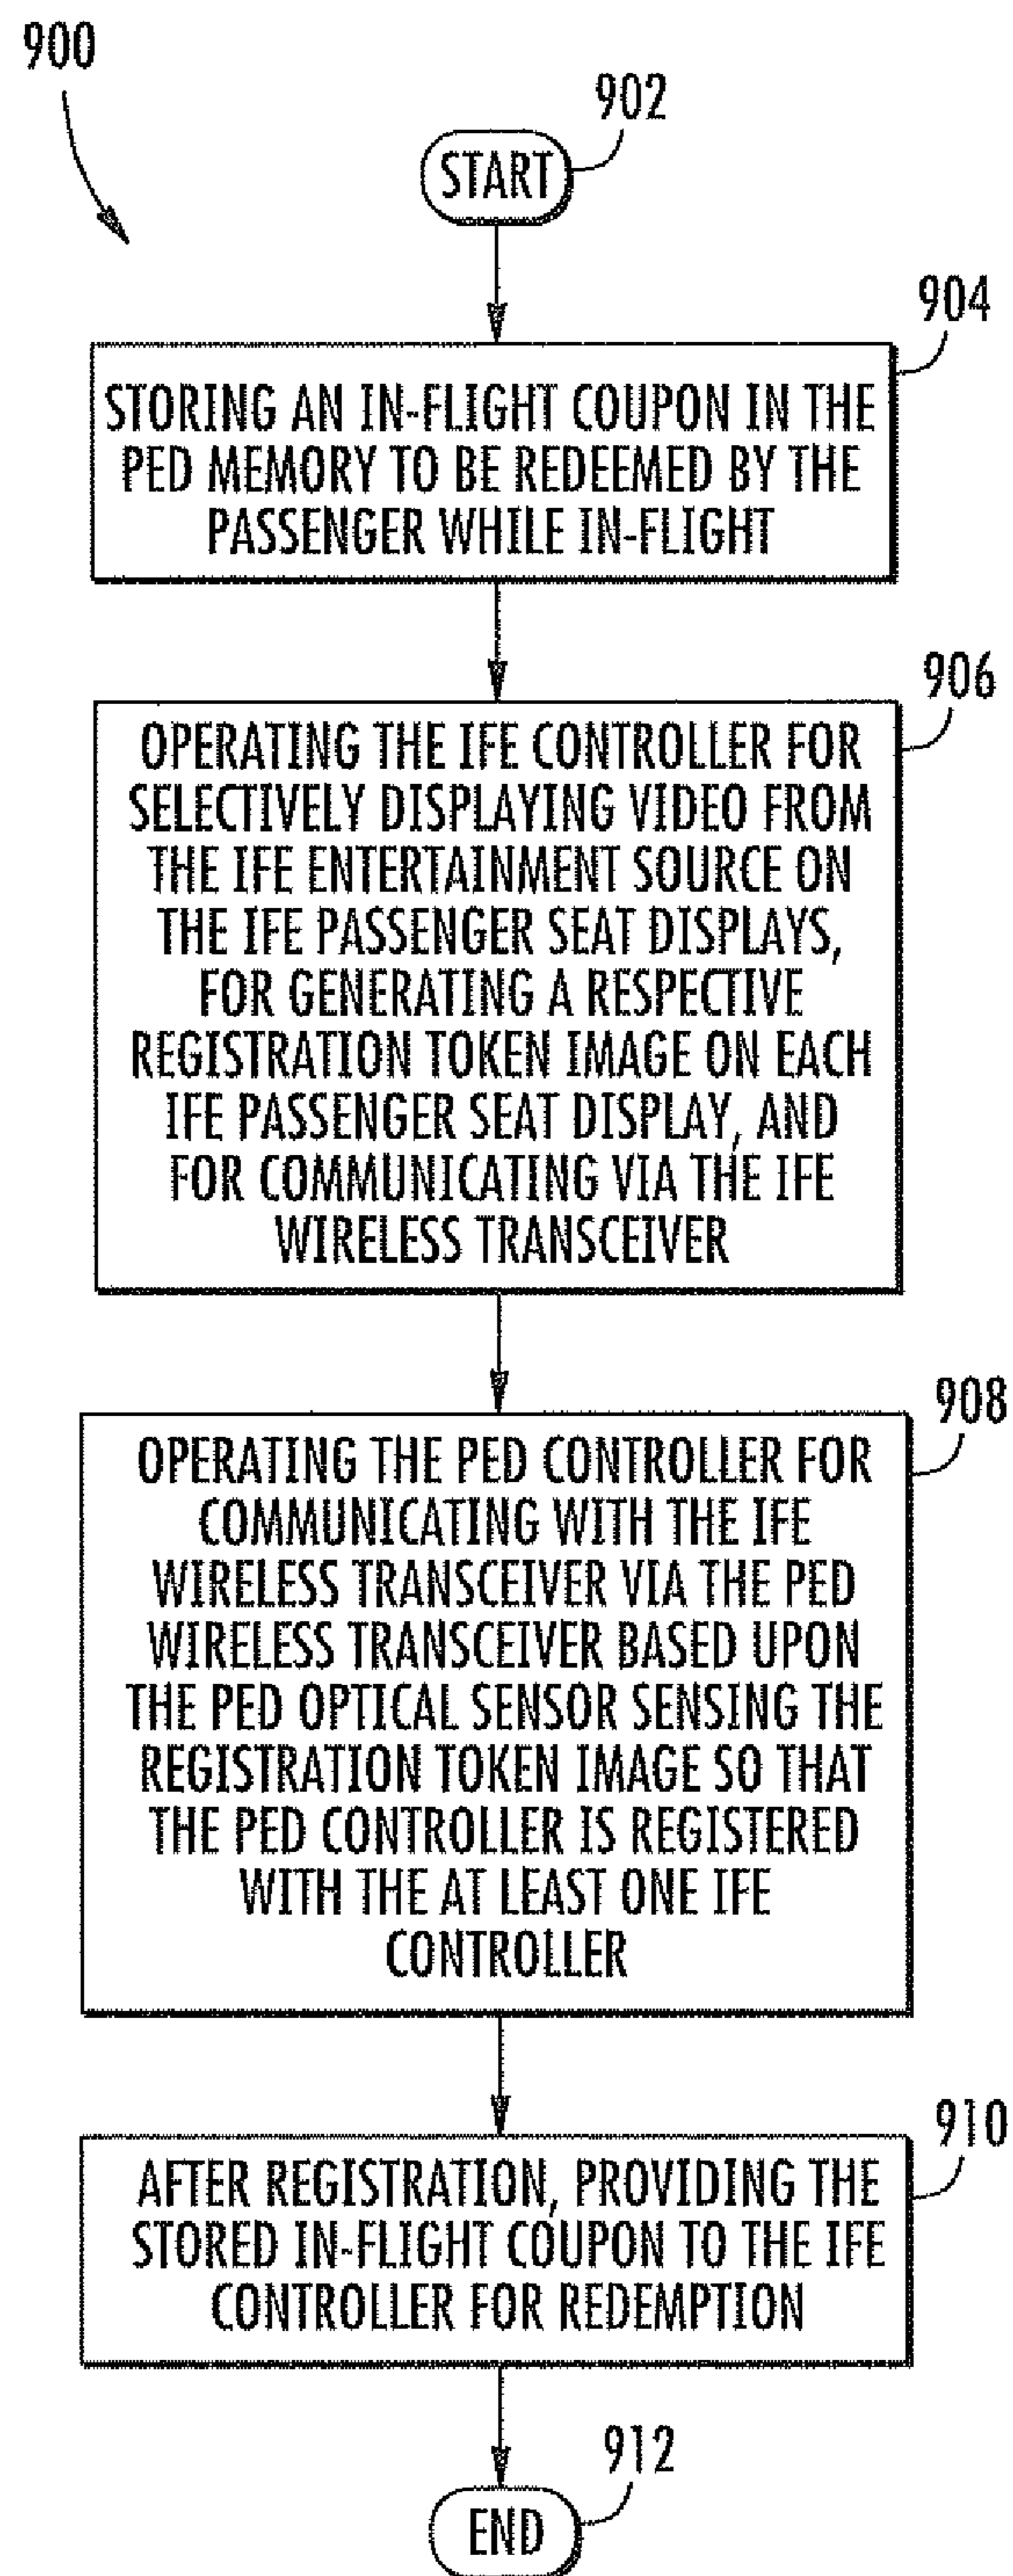 900
902
START
904
STORING AN IN-FLIGHT COUPON IN THE
PED MEMORY TO BE REDEEMED BY THE
PASSENGER WHILE IN-FLIGHT
906
OPERATING THE IFE CONTROLLER FOR
SELECTIVELY DISPLAYING VIDEO FROM
THE IFE ENTERTAINMENT SOURCE ON
THE IFE PASSENGER SEAT DISPLAYS,
FOR GENERATING A RESPECTIVE
REGISTRATION TOKEN IMAGE ON EACH
IFE PASSENGER SEAT DISPLAY, AND
FOR COMMUNICATING VIA THE IFE
WIRELESS TRANSCEIVER
908
OPERATING THE PED CONTROLLER FOR
COMMUNICATING WITH THE IFE
WIRELESS TRANSCEIVER VIA THE PED
WIRELESS TRANSCEIVER BASED UPON
THE PED OPTICAL SENSOR SENSING THE
REGISTRATION TOKEN IMAGE SO THAT
THE PED CONTROLLER IS REGISTERED
WITH THE AT LEAST ONE IFE
CONTROLLER
910
AFTER REGISTRATION, PROVIDING THE
STORED IN-FLIGHT COUPON TO THE IFE
CONTROLLER FOR REDEMPTION
912
END